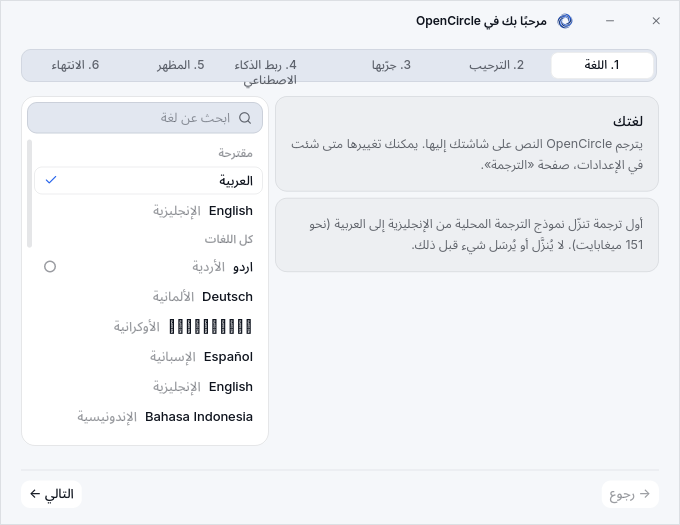 مرحبًا بك في OpenCircle
1. اللغة
2. الترحيب
3. جرّبها
4. ربط الذكاء الاصطناعي
5. المظهر
6. الانتهاء
لغتك
يترجم OpenCircle النص على شاشتك إليها. يمكنك تغييرها متى شئت
في الإعدادات، صفحة «الترجمة».
أول ترجمة تنزّل نموذج الترجمة المحلية من الإنجليزية إلى العربية (نحو
151 ميغابايت). لا يُنزَّل أو يُرسَل شيء قبل ذلك.
ابحث عن لغة
مقترحة
العربية
English الإنجليزية
كل اللغات
اردو الأردية
Deutsch الألمانية
الأوكرانية
Español الإسبانية
English الإنجليزية
Bahasa Indonesia الإندونيسية
رجوع
التالي